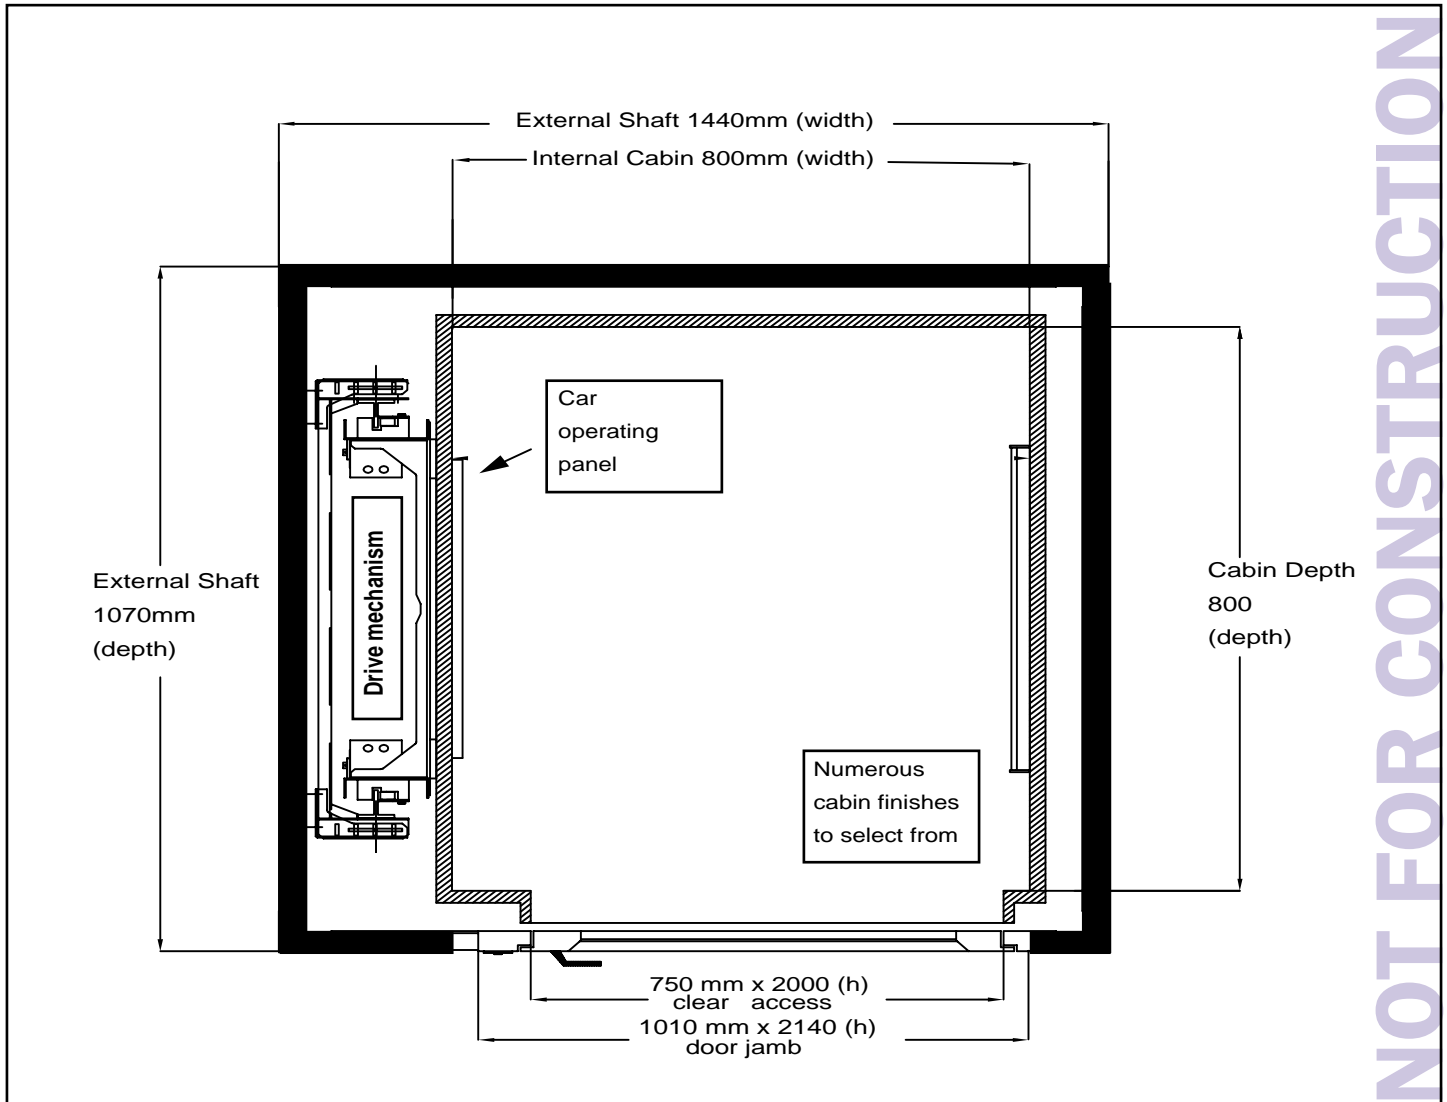 External Shaft 1440mm (width)
Internal Cabin 800mm (width)
Car
operating
panel
Drive mechanism
External Shaft
1070mm
(depth)
Cabin Depth
800
(depth)
Numerous
cabin finishes
to select from
750 mm x 2000 (h)
clear access
1010 mm x 2140 (h)
door jamb
NOT FOR CONSTRUCTION